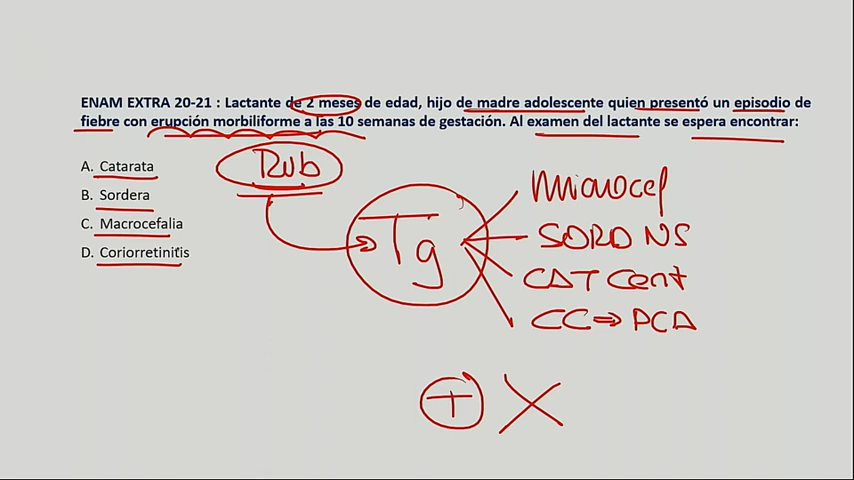 ENAM EXTRA 20-21 : Lactante de 2 meses de edad, hijo de madre adolescente quien presentó un episodio de
fiebre con erupción morbiliforme a las 10 semanas de gestación. Al examen del lactante se espera encontrar:
A. Catarata
B. Sordera
C. Macrocefalia
D. Coriorretinitis
Rub
Tg
Microcef
SORD NS
CAT Cent
CC ⇒ PCA
+ X